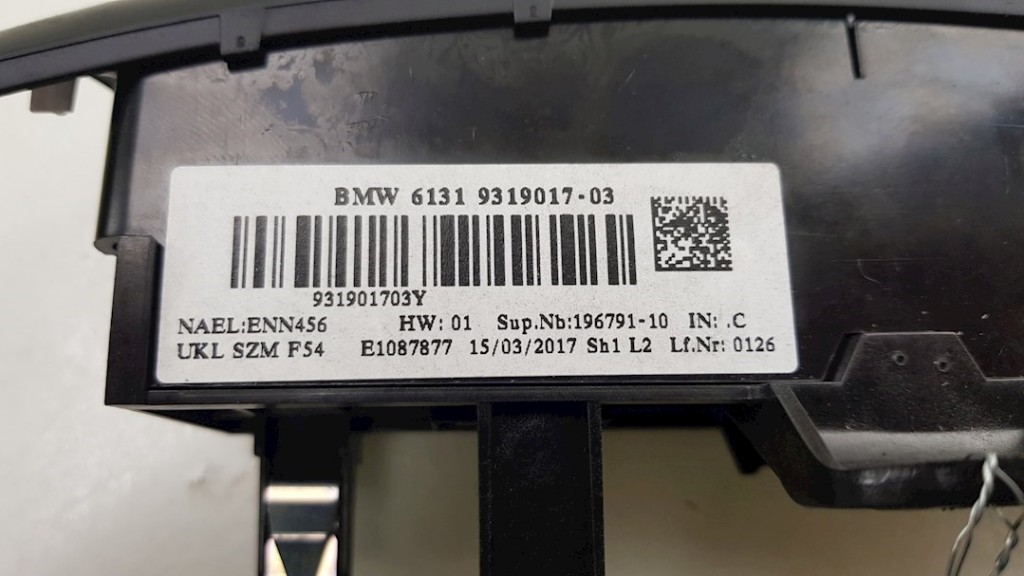 BMW 6131 9319017-03
931901703Y
NAEL:ENN456 HW: 01 Sup.Nb:196791-10 IN: .C
UKL SZM F54 E1087877 15/03/2017 Sh1 L2 Lf.Nr: 0126